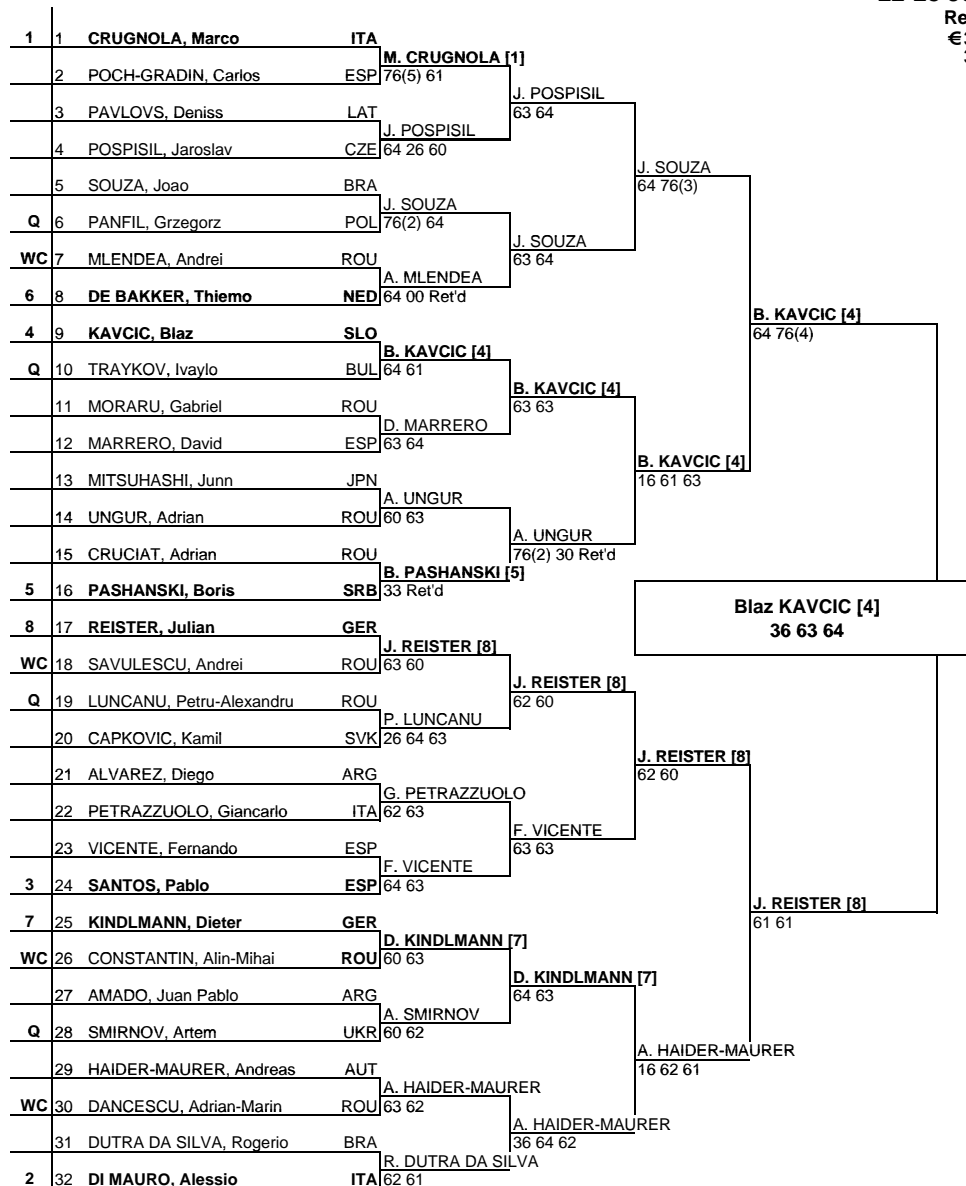 Re
€3
1 1 CRUGNOLA, Marco ITA
M. CRUGNOLA [1]
2 POCH-GRADIN, Carlos ESP 76(5) 61
J. POSPISIL
3 PAVLOVS, Deniss LAT 63 64
J. POSPISIL
4 POSPISIL, Jaroslav CZE 64 26 60
J. SOUZA
5 SOUZA, Joao BRA 64 76(3)
J. SOUZA
Q 6 PANFIL, Grzegorz POL 76(2) 64
J. SOUZA
WC 7 MLENDEA, Andrei ROU 63 64
A. MLENDEA
6 8 DE BAKKER, Thiemo NED 64 00 Ret'd
B. KAVCIC [4]
4 9 KAVCIC, Blaz SLO 64 76(4)
B. KAVCIC [4]
Q 10 TRAYKOV, Ivaylo BUL 64 61
B. KAVCIC [4]
11 MORARU, Gabriel ROU 63 63
D. MARRERO
12 MARRERO, David ESP 63 64
B. KAVCIC [4]
13 MITSUHASHI, Junn JPN 16 61 63
A. UNGUR
14 UNGUR, Adrian ROU 60 63
A. UNGUR
15 CRUCIAT, Adrian ROU 76(2) 30 Ret'd
B. PASHANSKI [5]
5 16 PASHANSKI, Boris SRB 33 Ret'd
Blaz KAVCIC [4]
36 63 64
8 17 REISTER, Julian GER
J. REISTER [8]
WC 18 SAVULESCU, Andrei ROU 63 60
J. REISTER [8]
Q 19 LUNCANU, Petru-Alexandru ROU 62 60
P. LUNCANU
20 CAPKOVIC, Kamil SVK 26 64 63
J. REISTER [8]
21 ALVAREZ, Diego ARG 62 60
G. PETRAZZUOLO
22 PETRAZZUOLO, Giancarlo ITA 62 63
F. VICENTE
23 VICENTE, Fernando ESP 63 63
F. VICENTE
3 24 SANTOS, Pablo ESP 64 63
J. REISTER [8]
7 25 KINDLMANN, Dieter GER 61 61
D. KINDLMANN [7]
WC 26 CONSTANTIN, Alin-Mihai ROU 60 63
D. KINDLMANN [7]
27 AMADO, Juan Pablo ARG 64 63
A. SMIRNOV
Q 28 SMIRNOV, Artem UKR 60 62
A. HAIDER-MAURER
29 HAIDER-MAURER, Andreas AUT 16 62 61
A. HAIDER-MAURER
WC 30 DANCESCU, Adrian-Marin ROU 63 62
A. HAIDER-MAURER
31 DUTRA DA SILVA, Rogerio BRA 36 64 62
R. DUTRA DA SILVA
2 32 DI MAURO, Alessio ITA 62 61